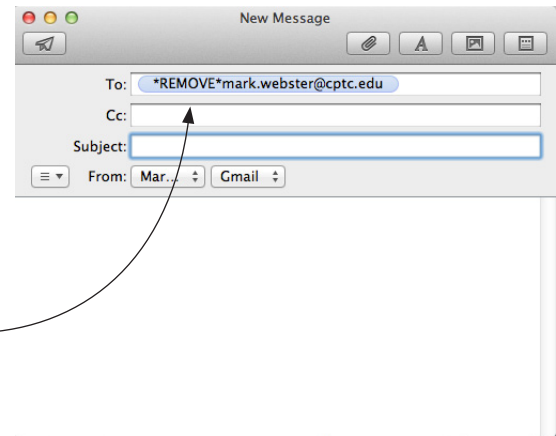 New Message
To: *REMOVE*mark.webster@cptc.edu
Cc:
Subject:
From: Mar... Gmail